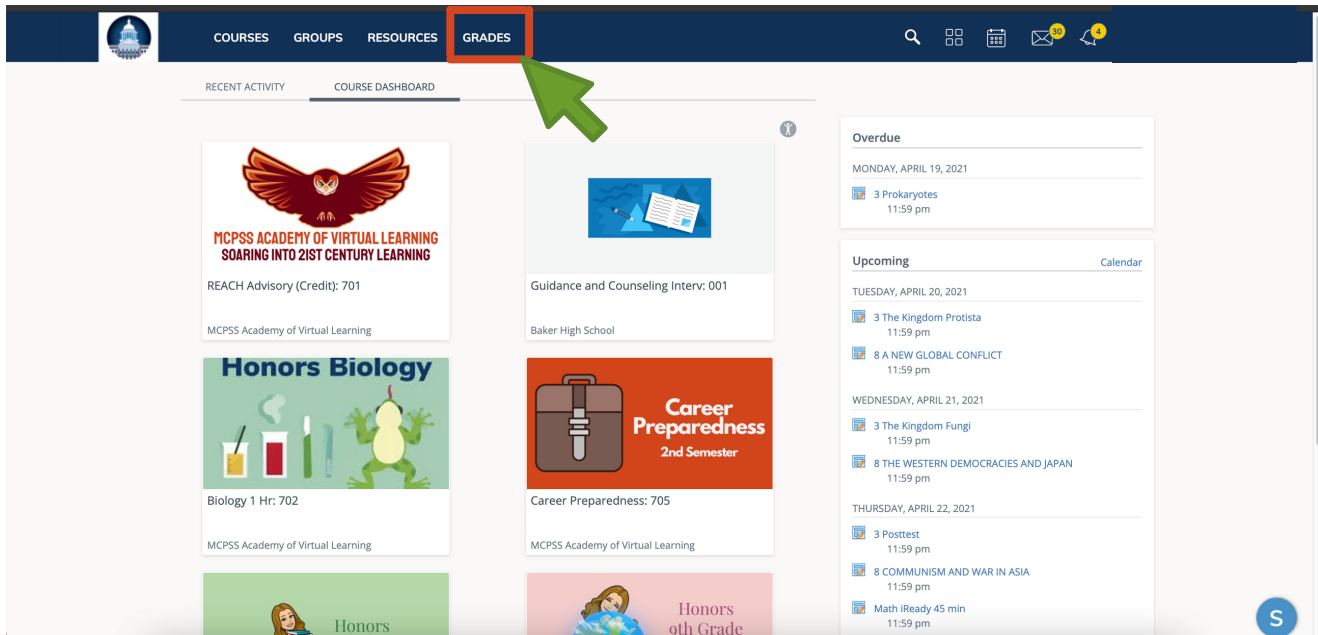 COURSES GROUPS RESOURCES GRADES
30
4
RECENT ACTIVITY COURSE DASHBOARD
MCPSS ACADEMY OF VIRTUAL LEARNING
SOARING INTO 21ST CENTURY LEARNING
REACH Advisory (Credit): 701
MCPSS Academy of Virtual Learning
Guidance and Counseling Interv: 001
Baker High School
Honors Biology
Biology 1 Hr: 702
MCPSS Academy of Virtual Learning
Career
Preparedness
2nd Semester
Career Preparedness: 705
MCPSS Academy of Virtual Learning
Honors
Honors
9th Grade
Overdue
MONDAY, APRIL 19, 2021
3 Prokaryotes
11:59 pm
Upcoming Calendar
TUESDAY, APRIL 20, 2021
3 The Kingdom Protista
11:59 pm
8 A NEW GLOBAL CONFLICT
11:59 pm
WEDNESDAY, APRIL 21, 2021
3 The Kingdom Fungi
11:59 pm
8 THE WESTERN DEMOCRACIES AND JAPAN
11:59 pm
THURSDAY, APRIL 22, 2021
3 Posttest
11:59 pm
8 COMMUNISM AND WAR IN ASIA
11:59 pm
Math iReady 45 min
11:59 pm
S